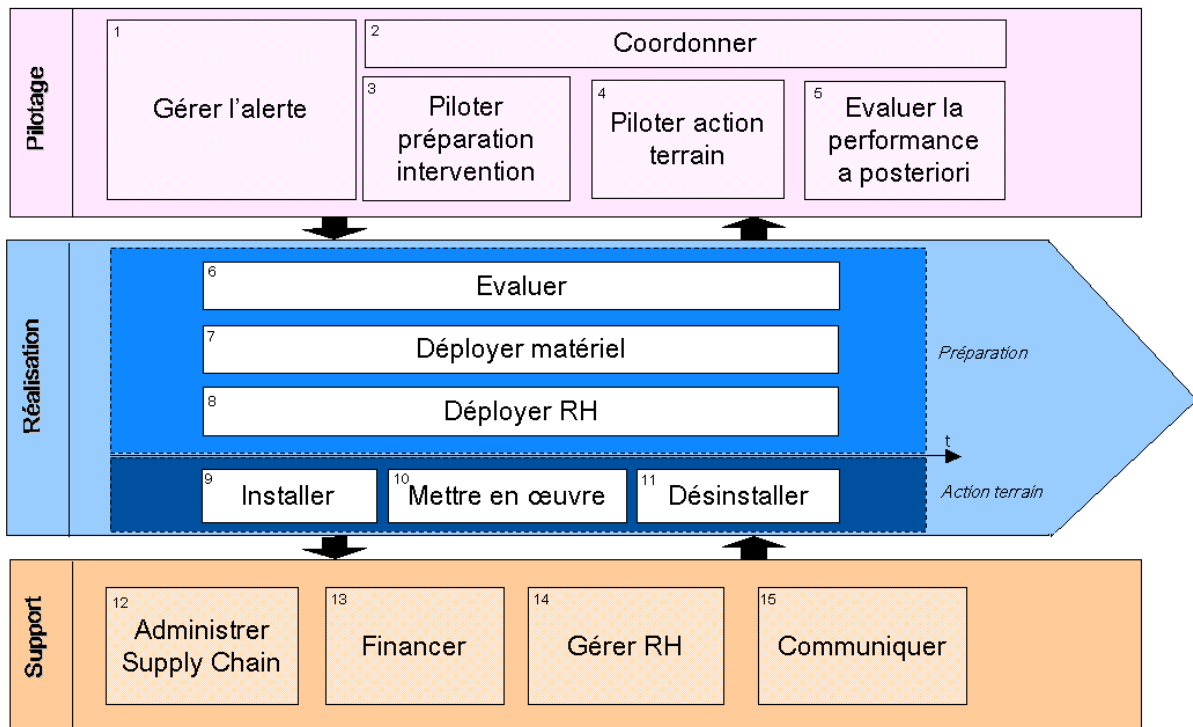 Pilotage
1
Gérer l'alerte
2
Coordonner
3
Piloter
préparation
intervention
4
Piloter action
terrain
5
Evaluer la
performance
a posteriori
Réalisation
6
Evaluer
7
Déployer matériel
8
Déployer RH
Préparation
t
9
Installer
10
Mettre en œuvre
11
Désinstaller
Action terrain
Support
12
Administrer
Supply Chain
13
Financer
14
Gérer RH
15
Communiquer